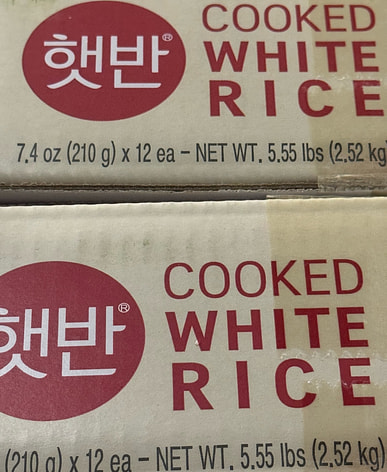 햇반®
COOKED
WHITE
RICE
7.4 oz (210 g) x 12 ea – NET WT. 5.55 lbs (2.52 kg
햇반®
COOKED
WHITE
RICE
(210 g) x 12 ea – NET WT. 5.55 lbs (2.52 kg)